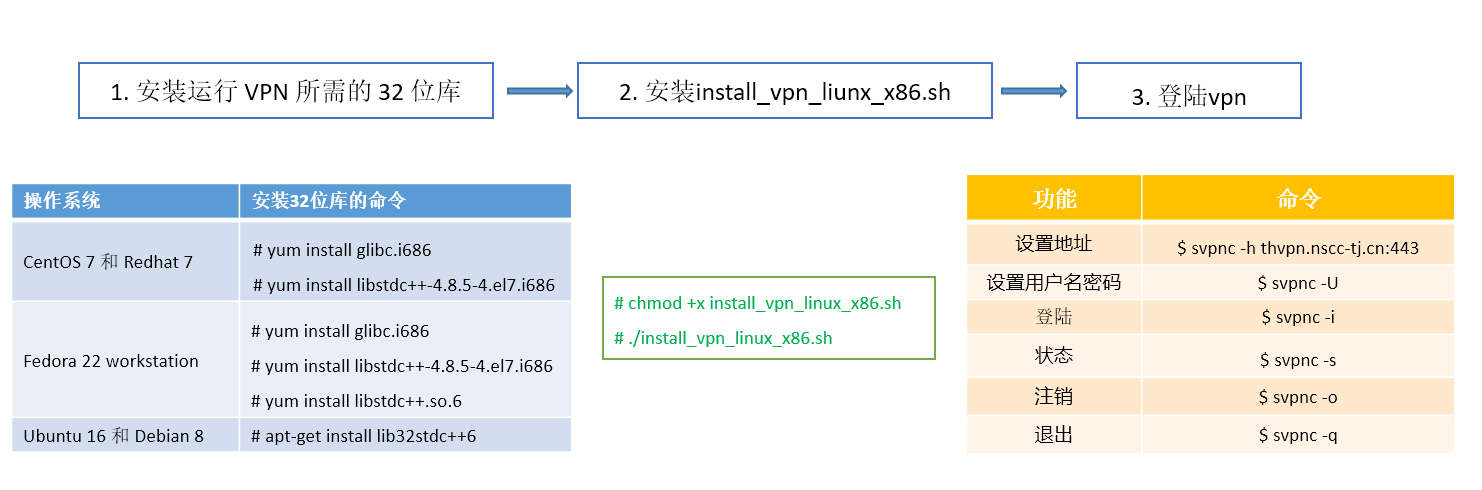 1. 安装运行 VPN 所需的 32 位库
2. 安装install_vpn_liunx_x86.sh
3. 登陆vpn
操作系统 安装32位库的命令
CentOS 7 和 Redhat 7
# yum install glibc.i686
# yum install libstdc++-4.8.5-4.el7.i686
Fedora 22 workstation
# yum install glibc.i686
# yum install libstdc++-4.8.5-4.el7.i686
# yum install libstdc++.so.6
Ubuntu 16 和 Debian 8 # apt-get install lib32stdc++6
# chmod +x install_vpn_linux_x86.sh
# ./install_vpn_linux_x86.sh
功能 命令
设置地址 $ svpnc -h thvpn.nscc-tj.cn:443
设置用户名密码 $ svpnc -U
登陆 $ svpnc -i
状态 $ svpnc -s
注销 $ svpnc -o
退出 $ svpnc -q